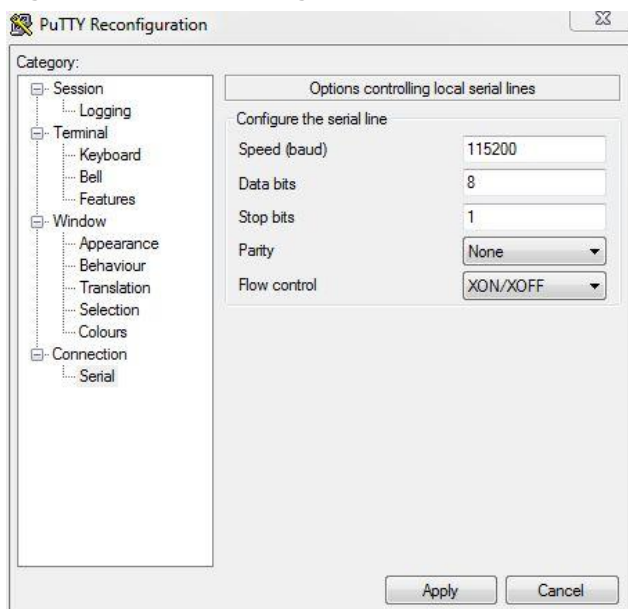 PuTTY Reconfiguration
Category:
Session
Logging
Terminal
Keyboard
Bell
Features
Window
Appearance
Behaviour
Translation
Selection
Colours
Connection
Serial
Options controlling local serial lines
Configure the serial line
Speed (baud) 115200
Data bits 8
Stop bits 1
Parity None
Flow control XON/XOFF
Apply Cancel